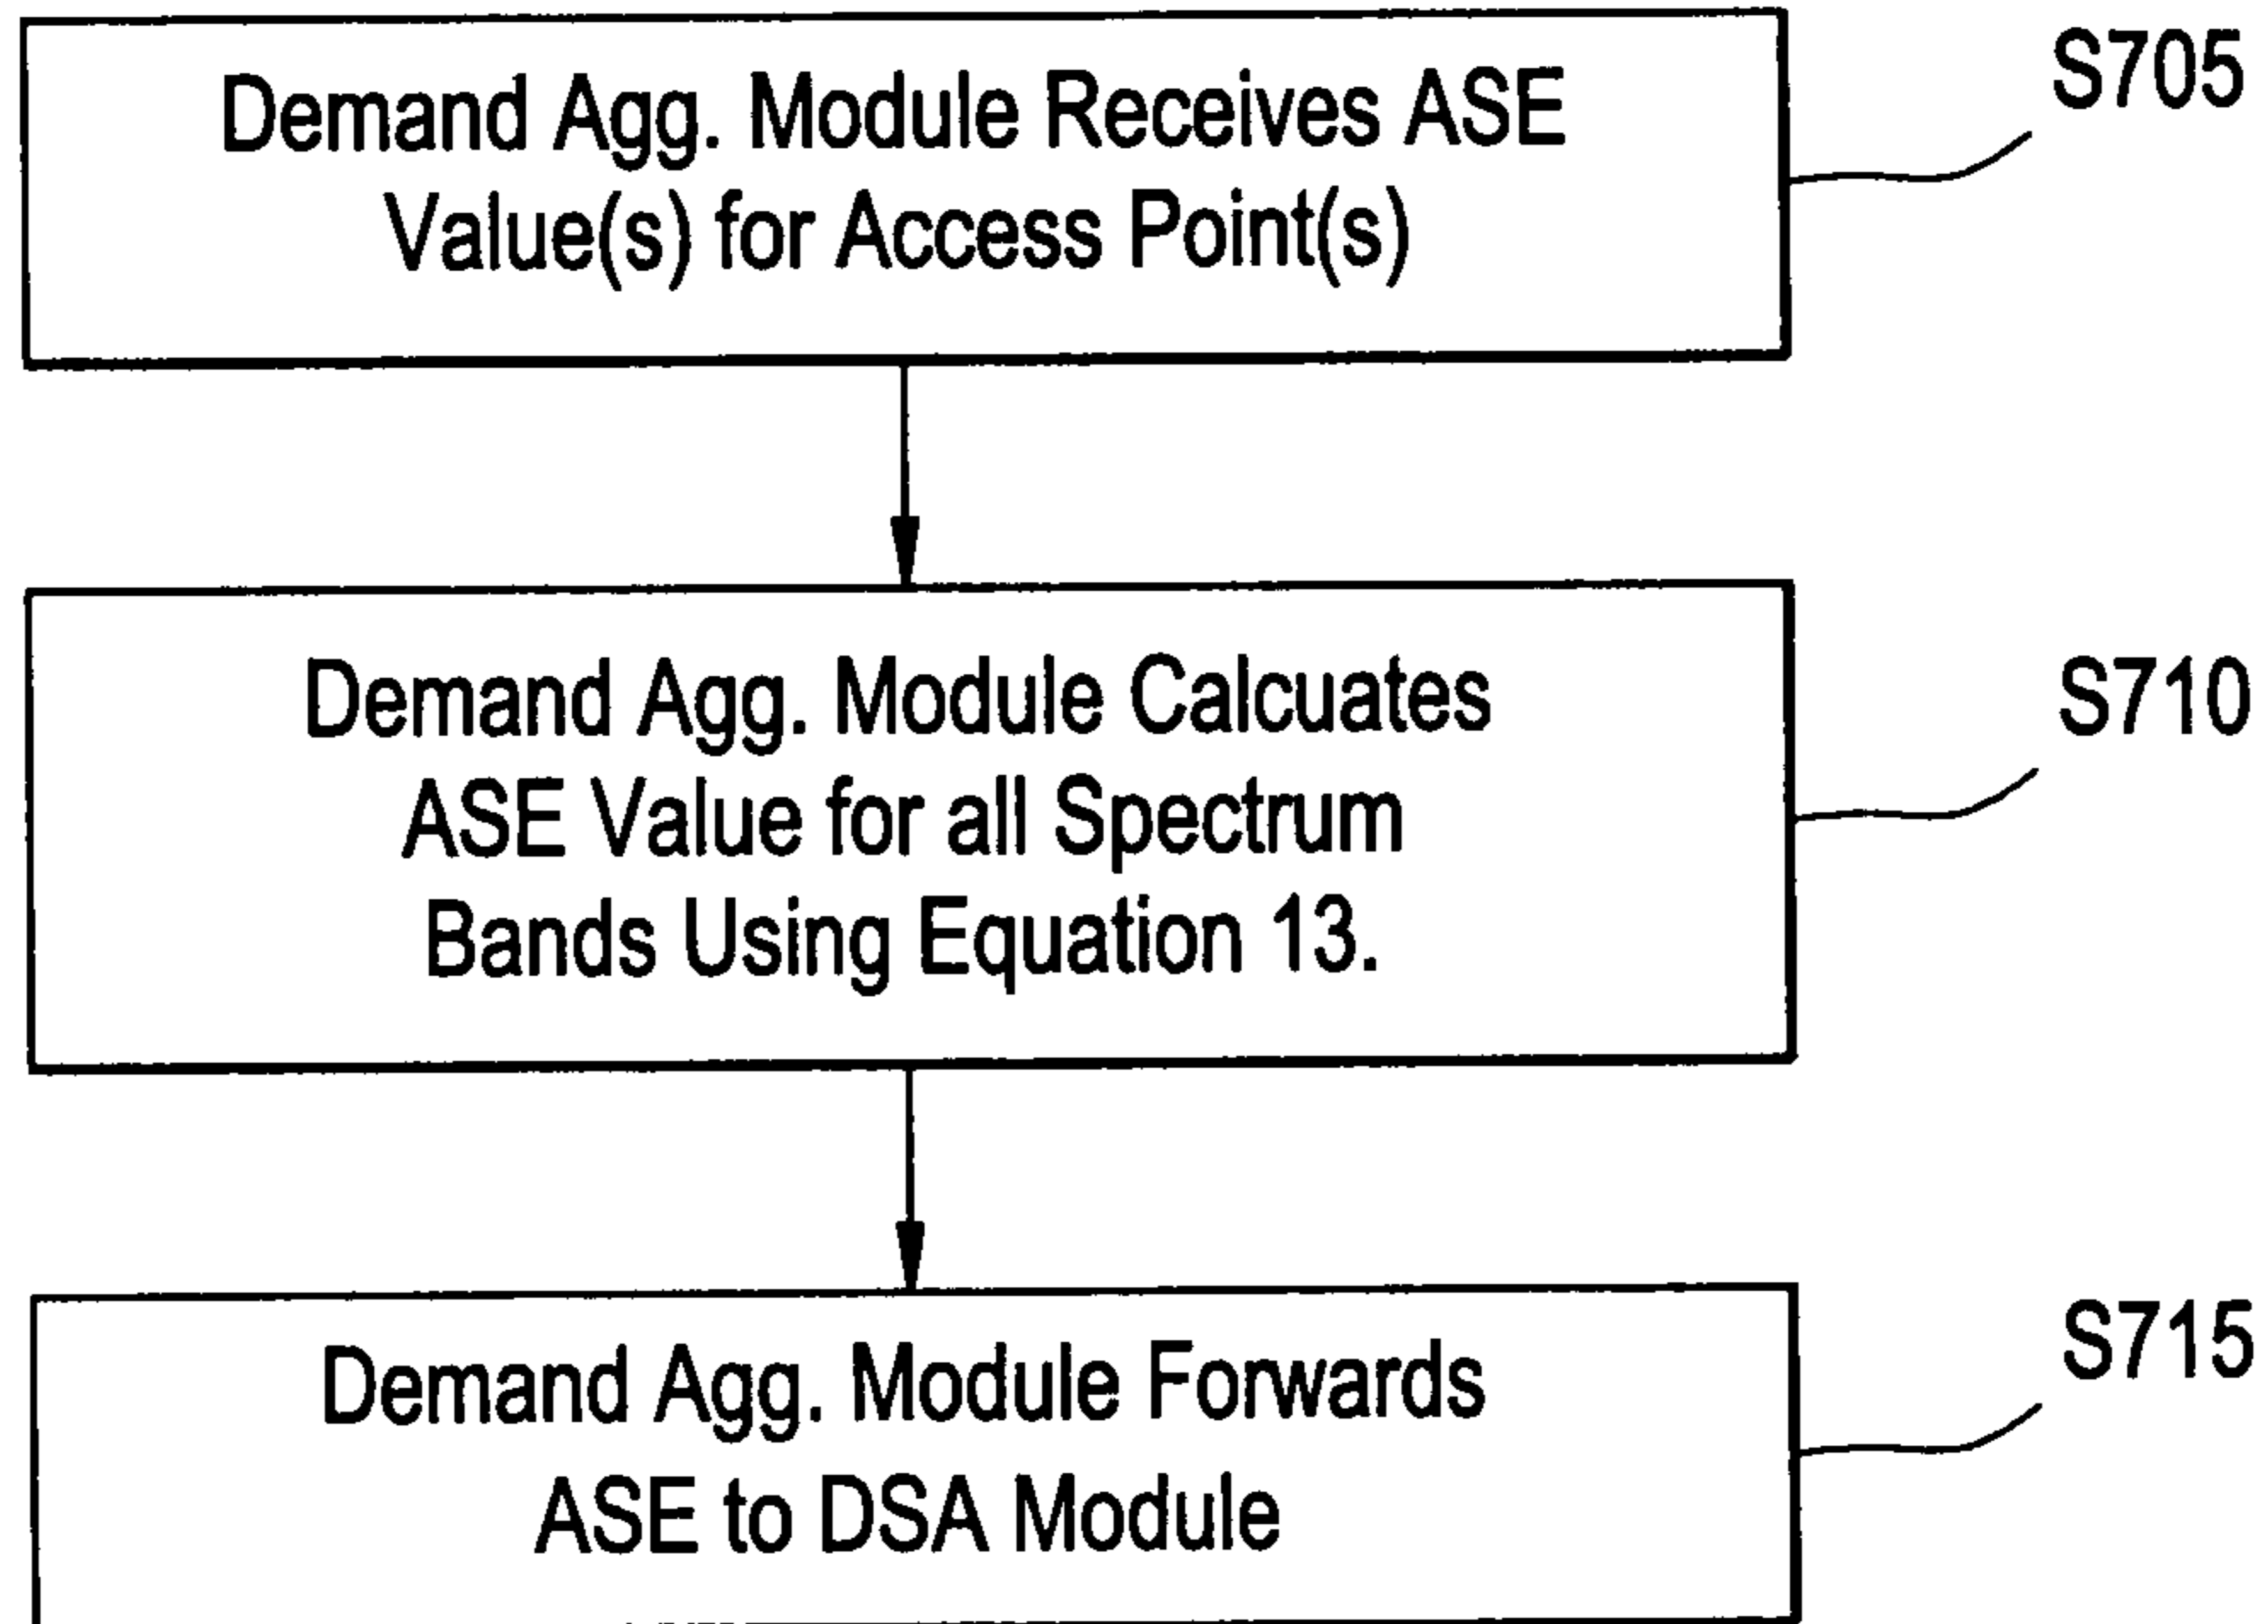 Demand Agg. Module Receives ASE
Value(s) for Access Point(s)
S705
Demand Agg. Module Calcuates
ASE Value for all Spectrum
Bands Using Equation 13.
S710
Demand Agg. Module Forwards
ASE to DSA Module
S715